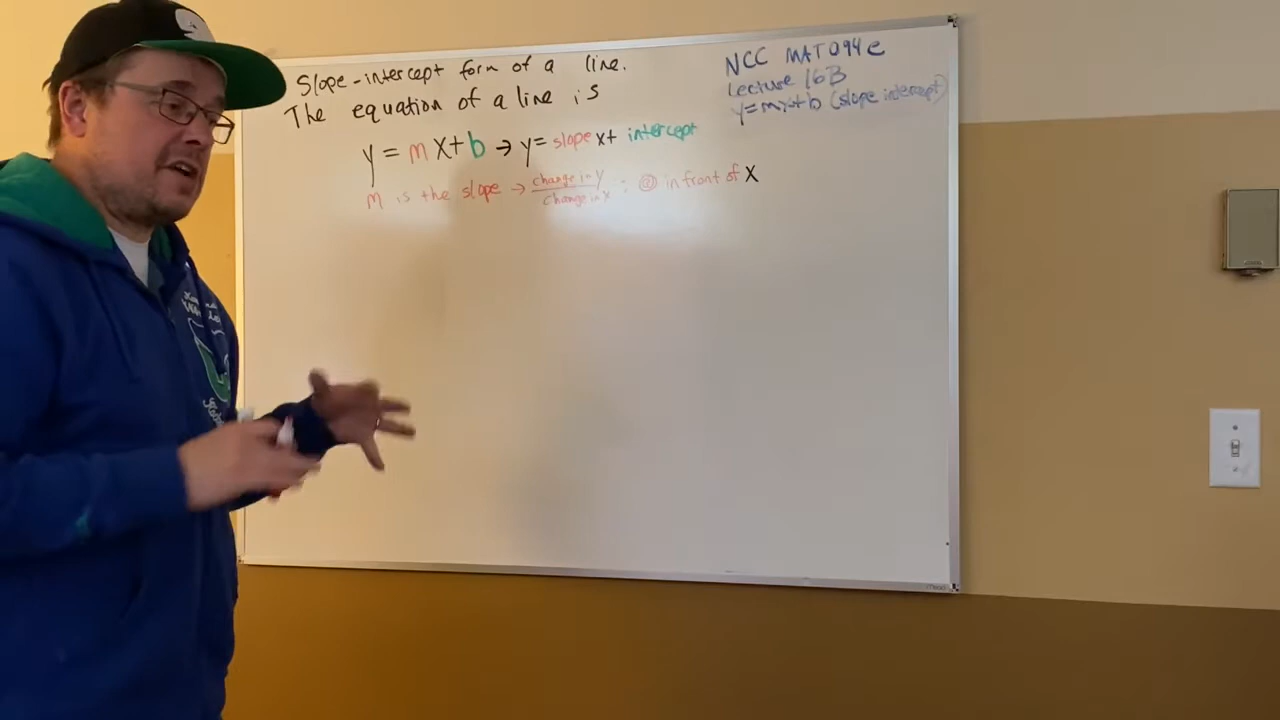 Slope-intercept form of a line.
The equation of a line is
y = mx+b → y= slope x+ intercept
m is the slope → change in y / change in x : @ in front of x
NCC MAT094e
Lecture 16B
y=mx+b (slope intercept)